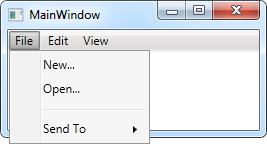 MainWindow
File Edit View
New...
Open...
Send To